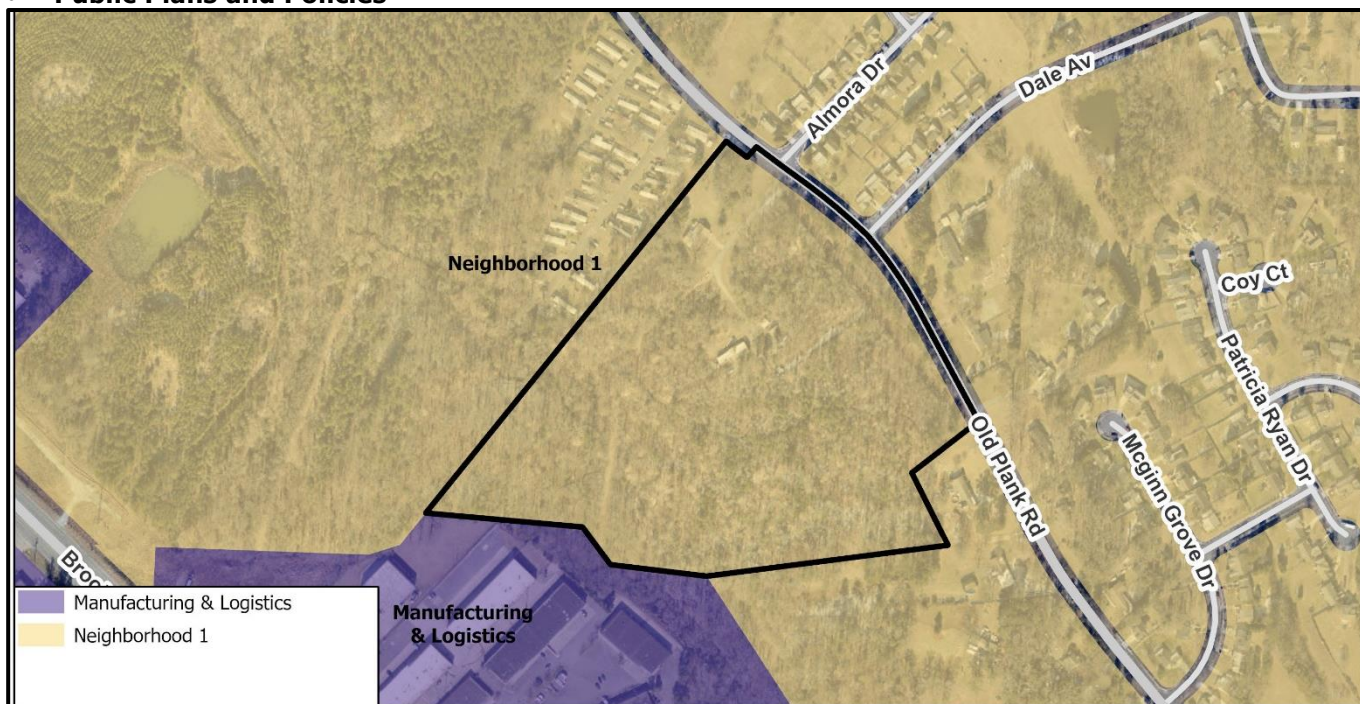 Public Plans and Policies
Almora Dr
Dale Av
Neighborhood 1
Coy Ct
Patricia Ryan Dr
Old Plank Rd
Mcginn Grove Dr
Manufacturing & Logistics
Neighborhood 1
Manufacturing
& Logistics